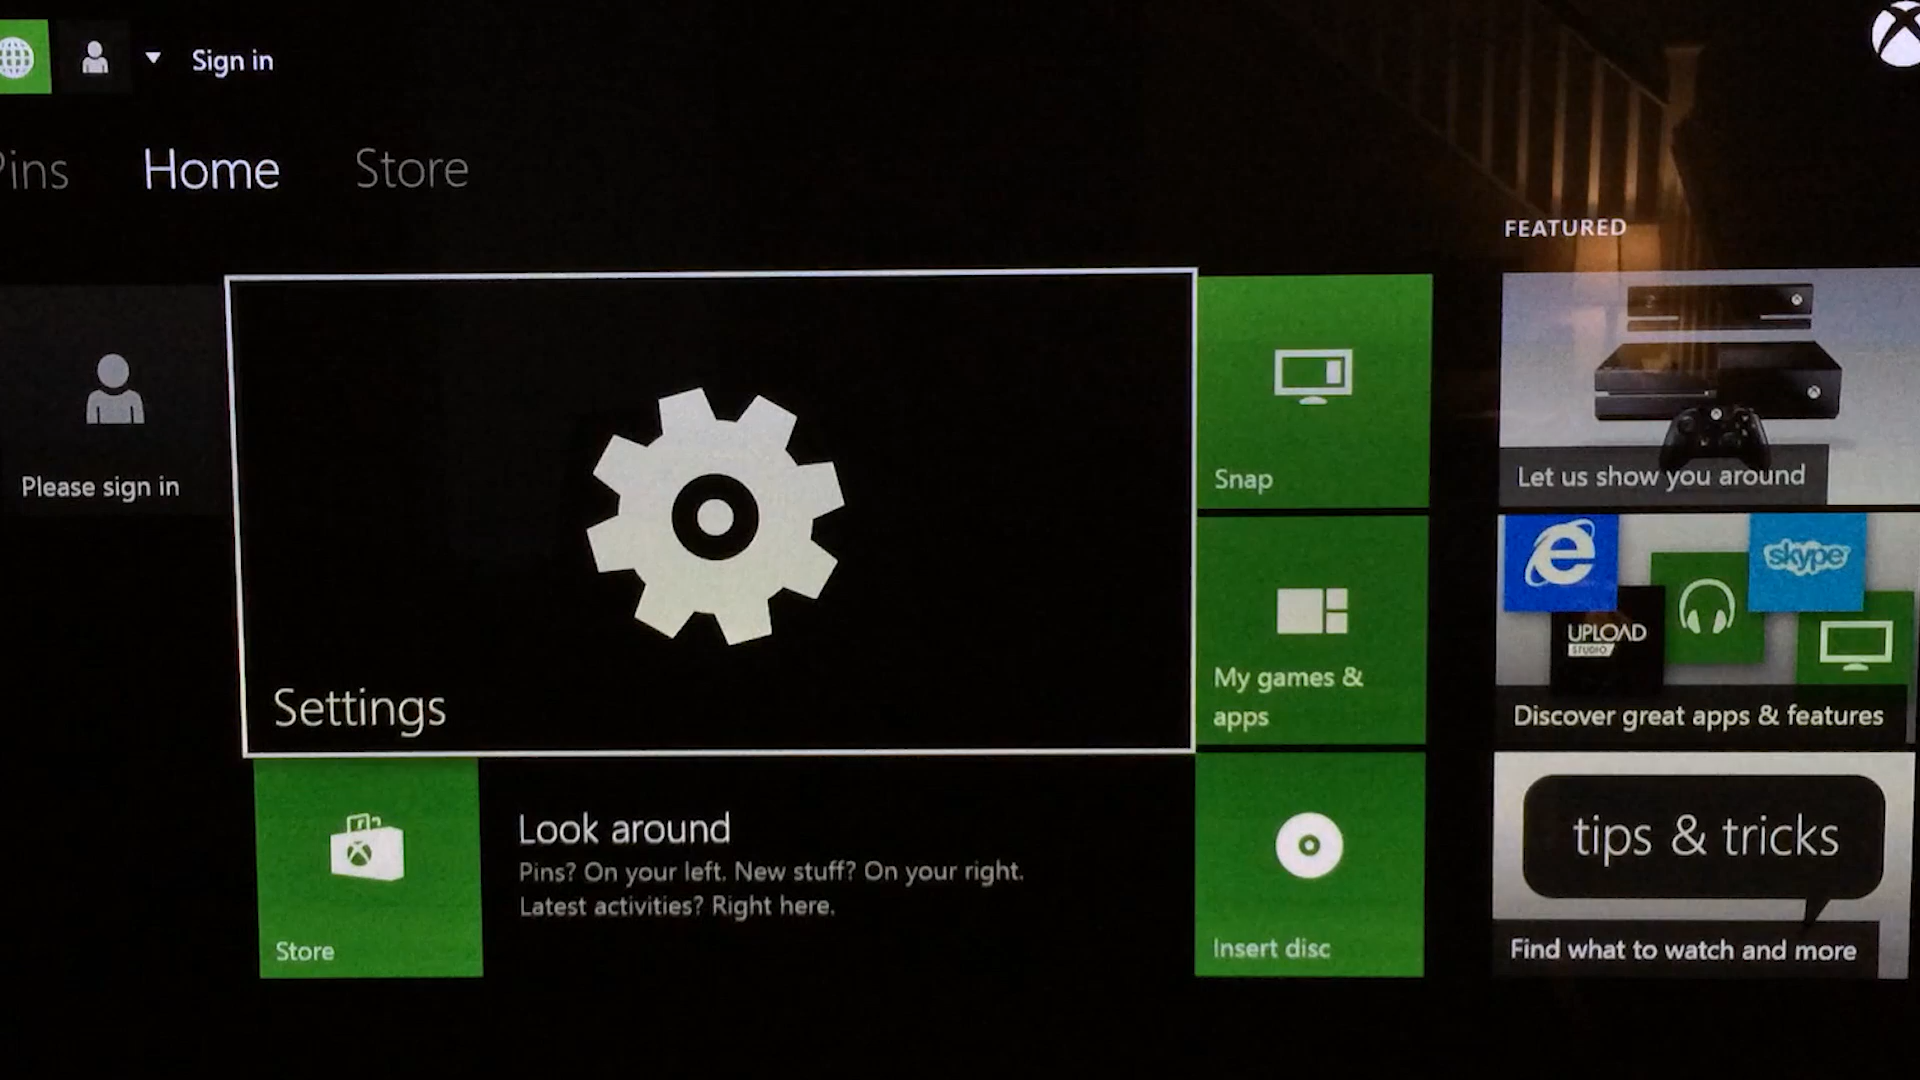 Sign in
Pins
Home
Store
FEATURED
Please sign in
Settings
Snap
My games &
apps
Insert disc
Store
Look around
Pins? On your left. New stuff? On your right.
Latest activities? Right here.
Let us show you around
skype
UPLOAD
STUDIO
Discover great apps & features
tips & tricks
Find what to watch and more